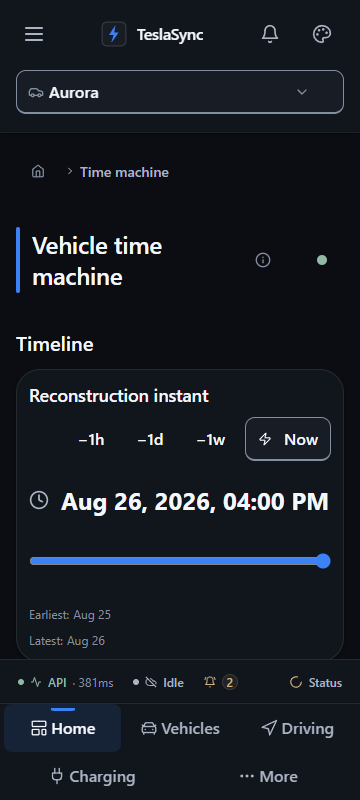 TeslaSync
Aurora
Time machine
Vehicle time
machine
Timeline
Reconstruction instant
−1h −1d −1w Now
Aug 26, 2026, 04:00 PM
Earliest: Aug 25
Latest: Aug 26
API · 381ms Idle 2 Status
Home Vehicles Driving
Charging More